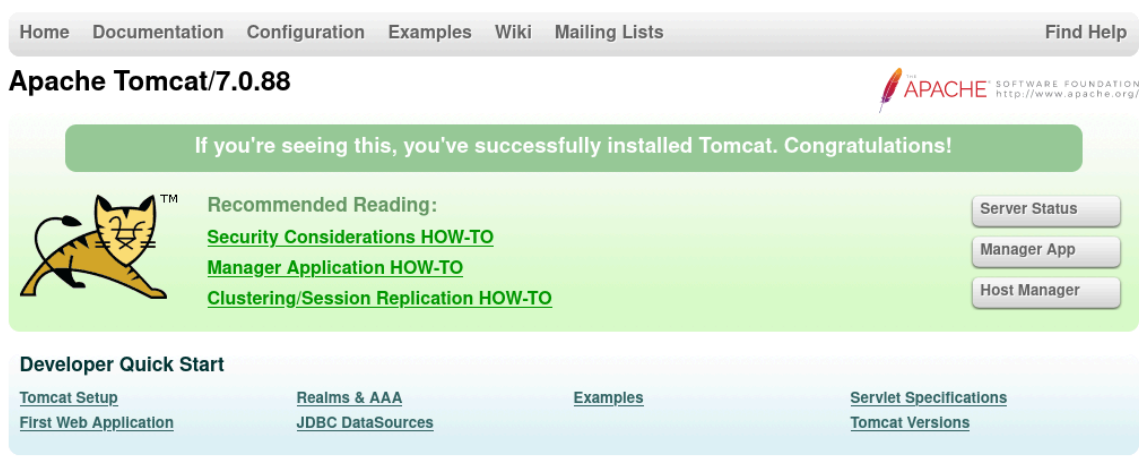 Home Documentation Configuration Examples Wiki Mailing Lists Find Help
Apache Tomcat/7.0.88
THE
APACHE SOFTWARE FOUNDATION
http://www.apache.org/
If you're seeing this, you've successfully installed Tomcat. Congratulations!
TM
Recommended Reading:
Security Considerations HOW-TO
Manager Application HOW-TO
Clustering/Session Replication HOW-TO
Server Status
Manager App
Host Manager
Developer Quick Start
Tomcat Setup Realms & AAA Examples Servlet Specifications
First Web Application JDBC DataSources Tomcat Versions